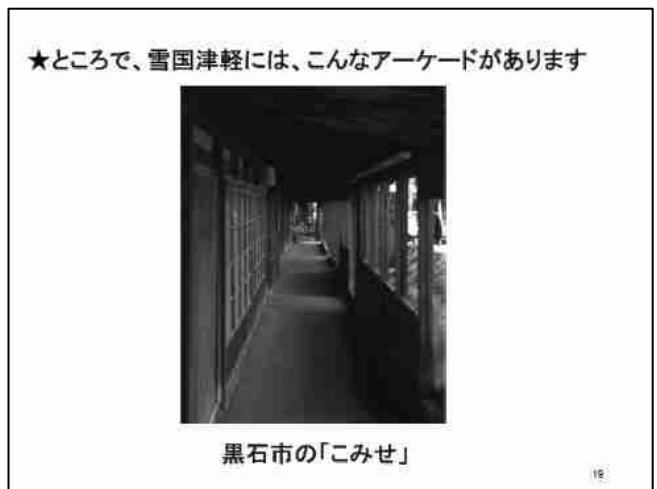 ★ところで、雪国津軽には、こんなアーケードがあります
黒石市の「こみせ」
19